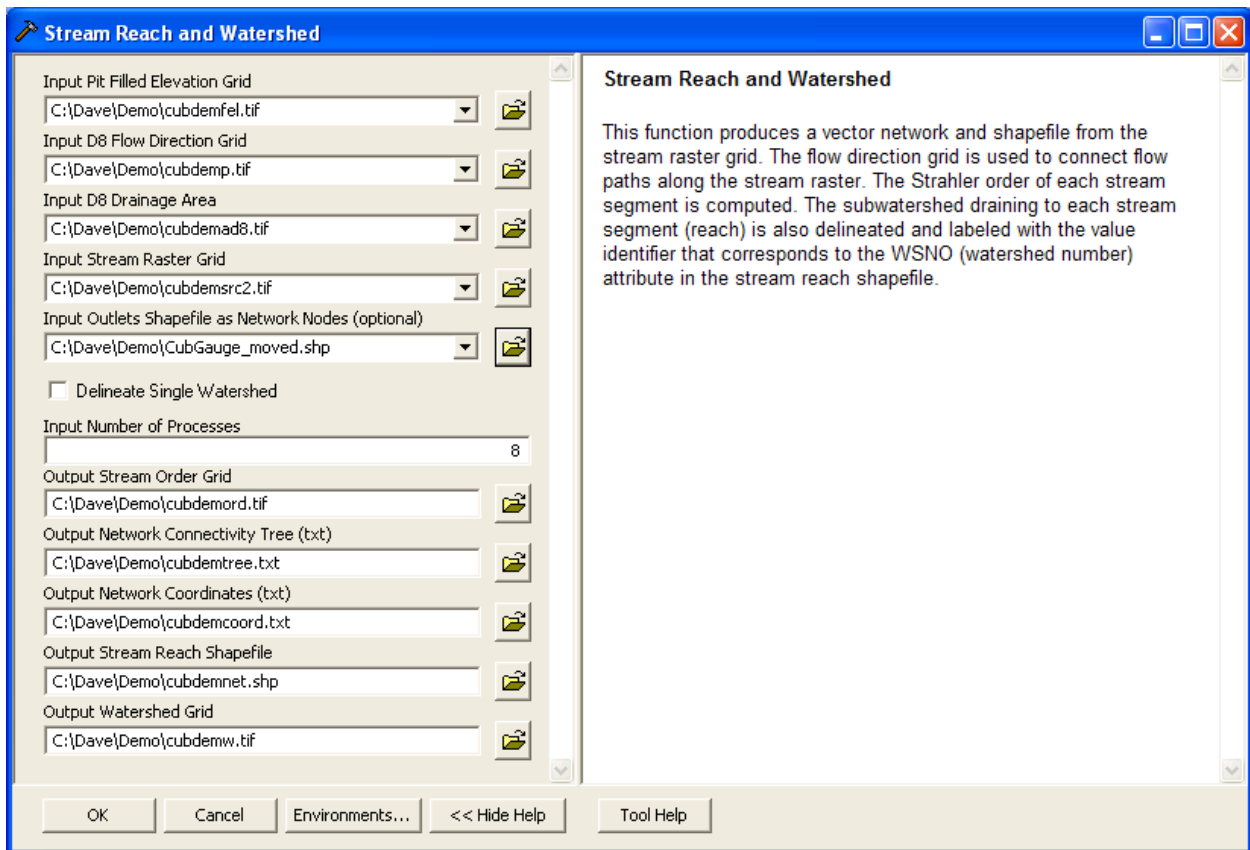 Stream Reach and Watershed
Input Pit Filled Elevation Grid
C:\Dave\Demo\cubdemfel.tif
Input D8 Flow Direction Grid
C:\Dave\Demo\cubdemp.tif
Input D8 Drainage Area
C:\Dave\Demo\cubdemad8.tif
Input Stream Raster Grid
C:\Dave\Demo\cubdemsrc2.tif
Input Outlets Shapefile as Network Nodes (optional)
C:\Dave\Demo\CubGauge_moved.shp
Delineate Single Watershed
Input Number of Processes
8
Output Stream Order Grid
C:\Dave\Demo\cubdemord.tif
Output Network Connectivity Tree (txt)
C:\Dave\Demo\cubdemtree.txt
Output Network Coordinates (txt)
C:\Dave\Demo\cubdemcoord.txt
Output Stream Reach Shapefile
C:\Dave\Demo\cubdemnet.shp
Output Watershed Grid
C:\Dave\Demo\cubdemw.tif
Stream Reach and Watershed
This function produces a vector network and shapefile from the
stream raster grid. The flow direction grid is used to connect flow
paths along the stream raster. The Strahler order of each stream
segment is computed. The subwatershed draining to each stream
segment (reach) is also delineated and labeled with the value
identifier that corresponds to the WSNO (watershed number)
attribute in the stream reach shapefile.
OK Cancel Environments... << Hide Help Tool Help